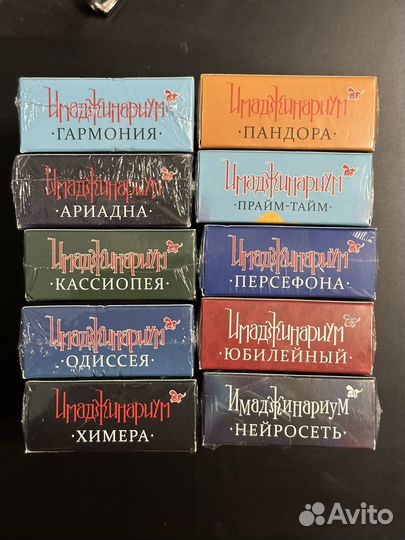 Имаджинариум
·ГАРМОНИЯ·
Имаджинариум
·АРИАДНА·
Имаджинариум
·КАССИОПЕЯ·
Имаджинариум
·ОДИССЕЯ·
Имаджинариум
·ХИМЕРА·
Имаджинариум
·ПАНДОРА·
Имаджинариум
·ПРАЙМ-ТАЙМ·
Имаджинариум
·ПЕРСЕФОНА·
Имаджинариум
·ЮБИЛЕЙНЫЙ·
Имаджинариум
·НЕЙРОСЕТЬ·
Avito